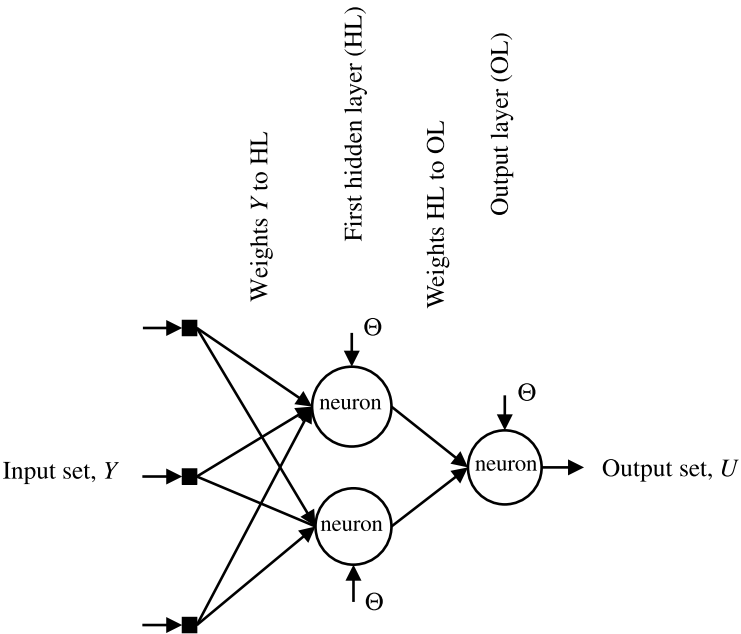 Weights Y to HL
First hidden layer (HL)
Weights HL to OL
Output layer (OL)
Θ
neuron
Θ
neuron
Input set, Y
Output set, U
neuron
Θ